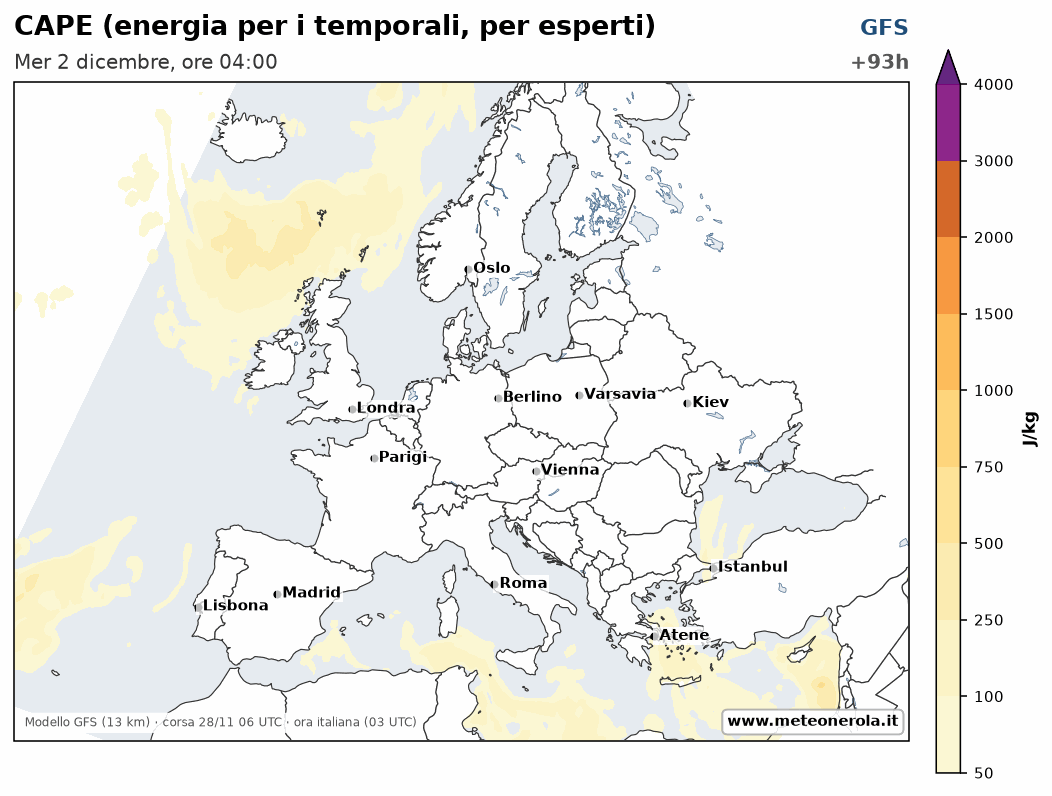 CAPE (energia per i temporali, per esperti)
GFS
Mer 2 dicembre, ore 04:00
+93h
4000
3000
2000
1500
1000
750
500
250
100
50
J/kg
Oslo
Berlino
Varsavia
Kiev
Londra
Parigi
Vienna
Istanbul
Roma
Madrid
Lisbona
Atene
Modello GFS (13 km) · corsa 28/11 06 UTC · ora italiana (03 UTC)
www.meteonerola.it